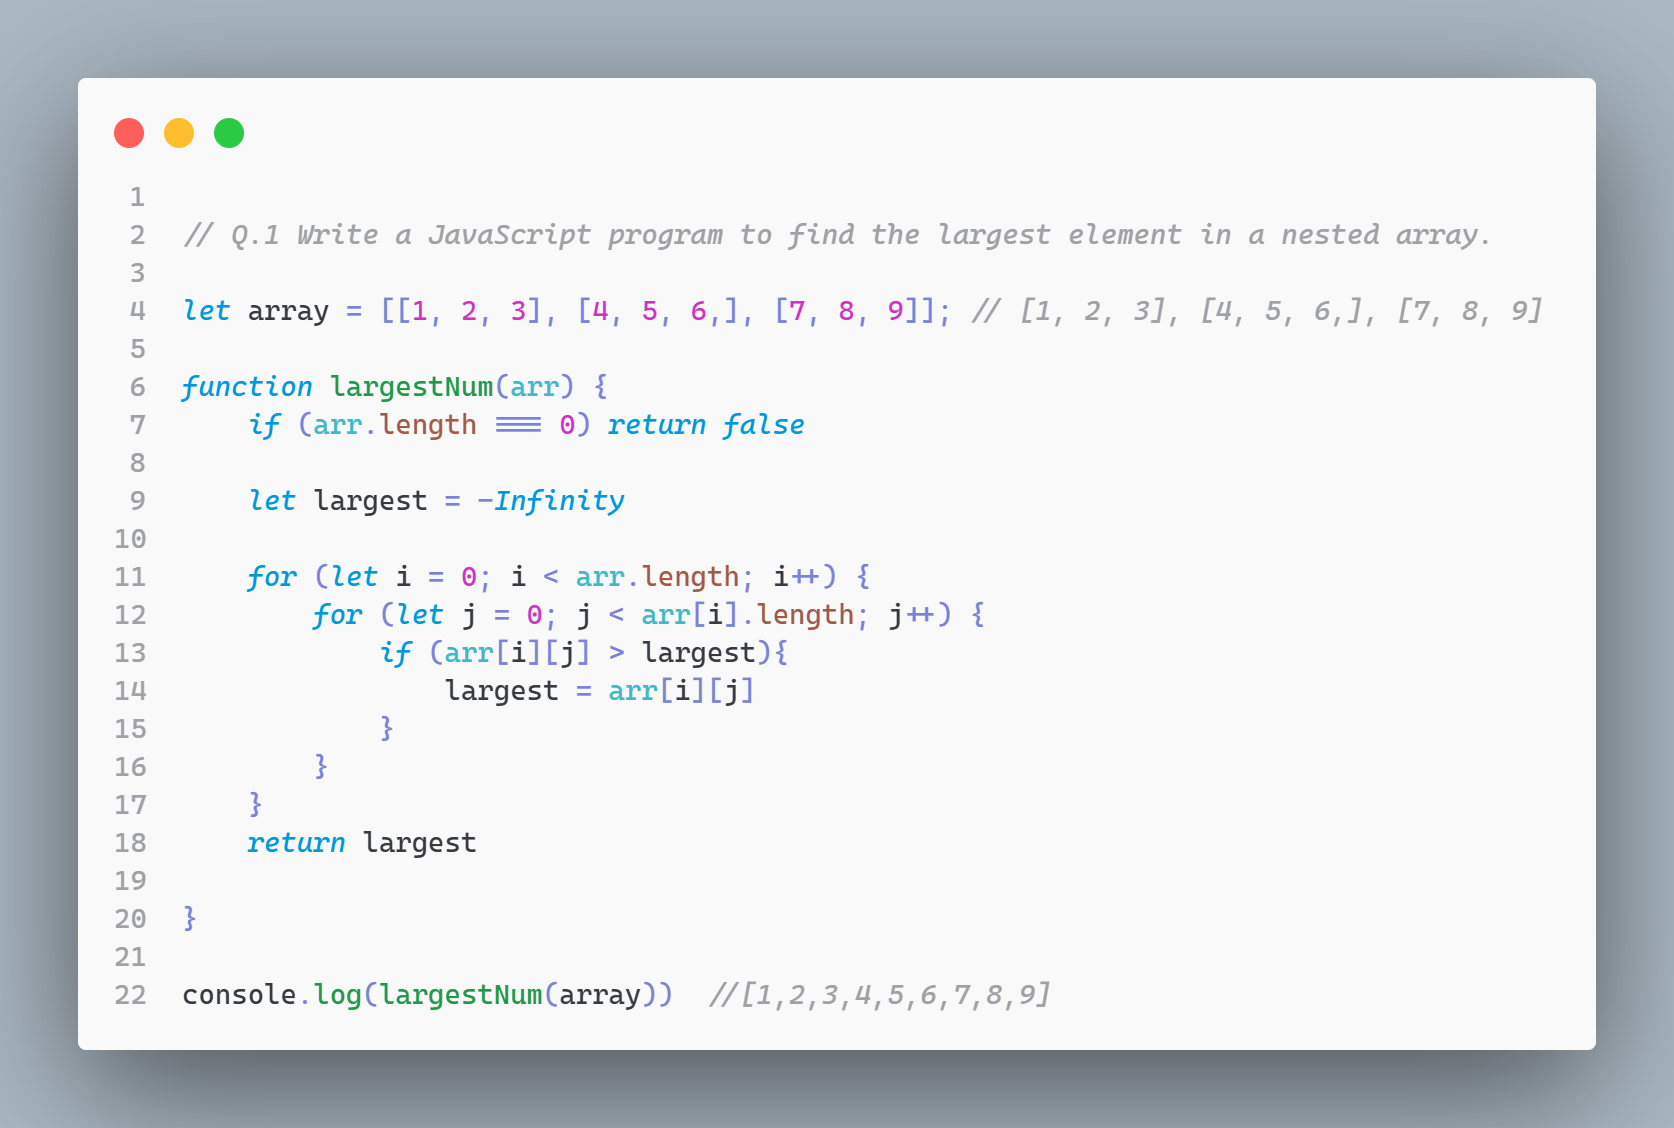 1
2 // Q.1 Write a JavaScript program to find the largest element in a nested array.
3
4 let array = [[1, 2, 3], [4, 5, 6,], [7, 8, 9]]; // [1, 2, 3], [4, 5, 6,], [7, 8, 9]
5
6 function largestNum(arr) {
7     if (arr.length === 0) return false
8
9     let largest = -Infinity
10
11     for (let i = 0; i < arr.length; i++) {
12         for (let j = 0; j < arr[i].length; j++) {
13             if (arr[i][j] > largest){
14                 largest = arr[i][j]
15             }
16         }
17     }
18     return largest
19
20 }
21
22 console.log(largestNum(array))  //[1,2,3,4,5,6,7,8,9]